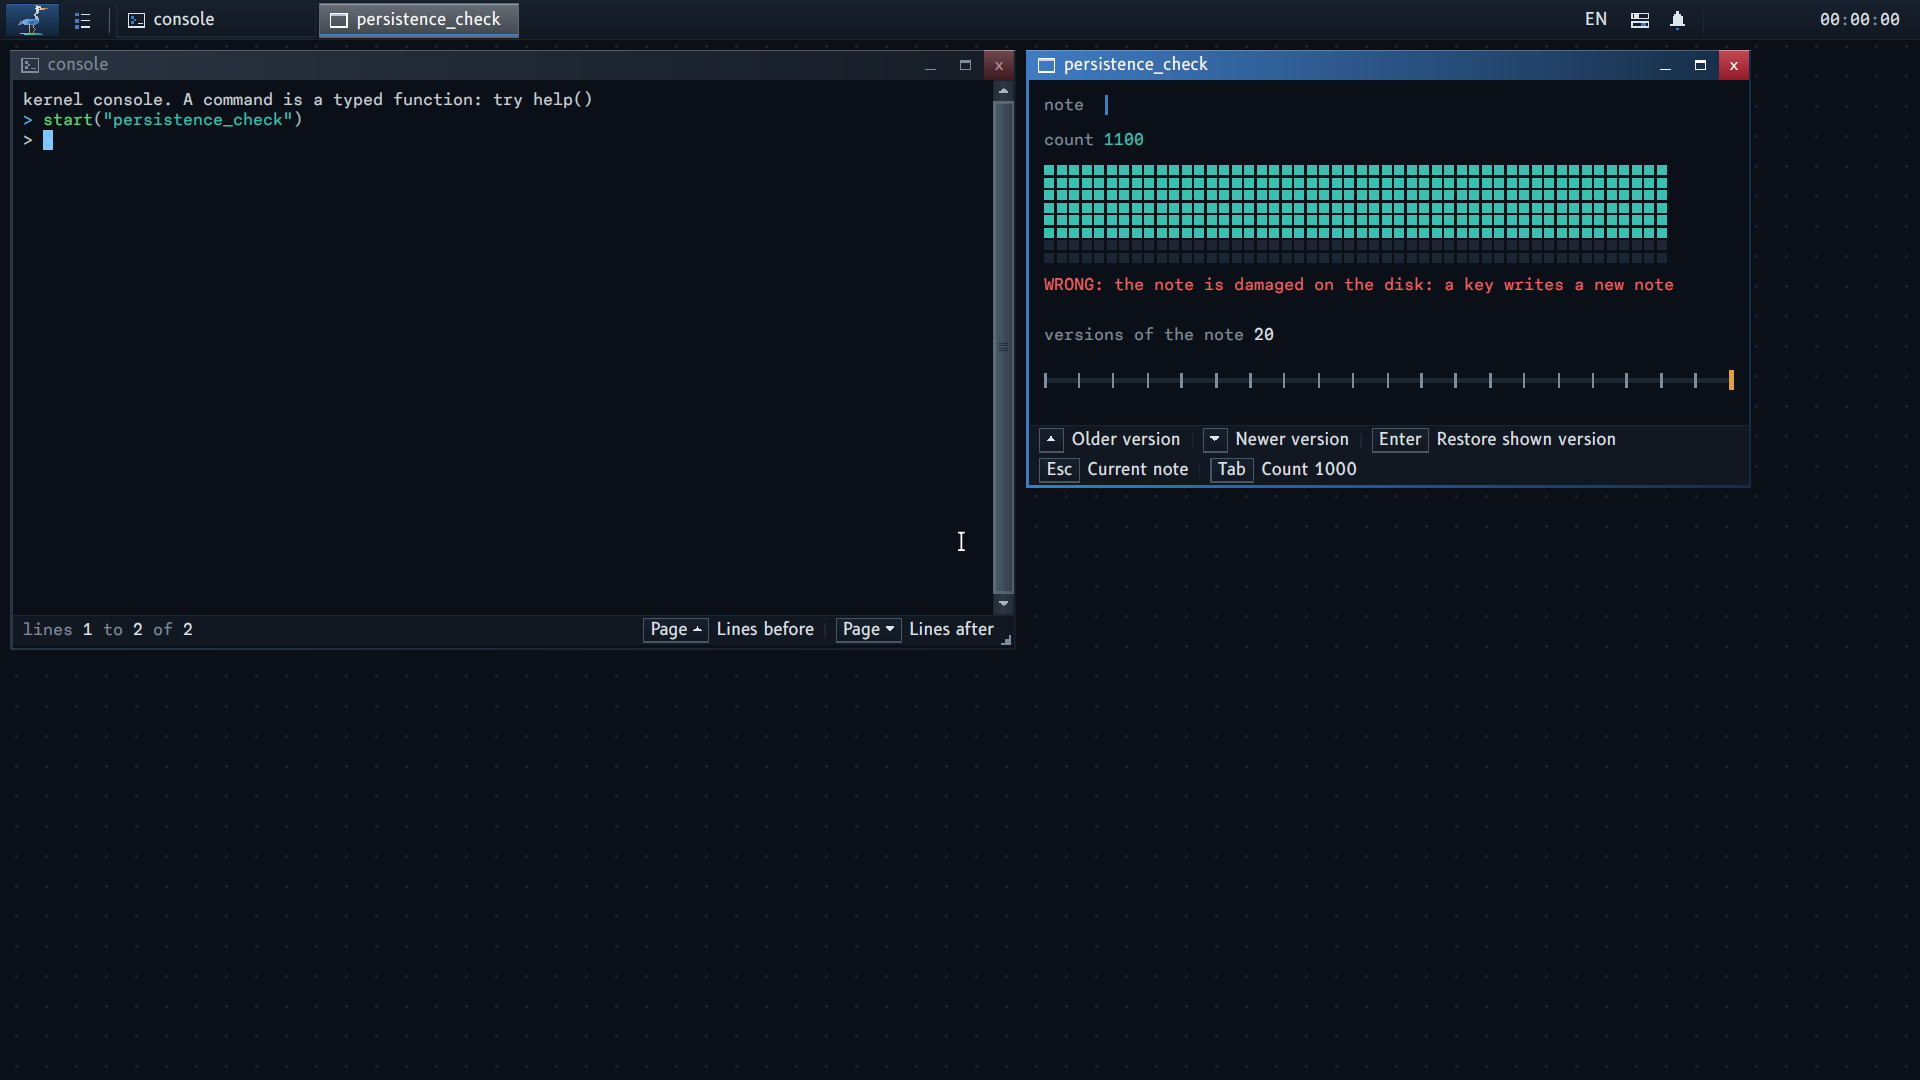 console
persistence_check
EN
00:00:00
console
x
kernel console. A command is a typed function: try help()
> start("persistence_check")
>
lines 1 to 2 of 2
Page Lines before
Page Lines after
persistence_check
x
note
count 1100
WRONG: the note is damaged on the disk: a key writes a new note
versions of the note 20
Older version
Newer version
Enter Restore shown version
Esc Current note
Tab Count 1000